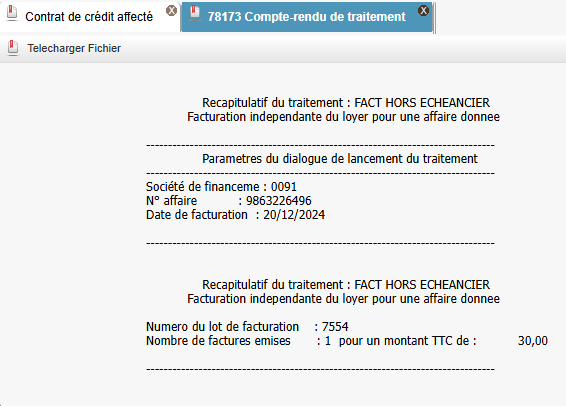 Contrat de crédit affecté
78173 Compte-rendu de traitement
Telecharger Fichier
Recapitulatif du traitement : FACT HORS ECHEANCIER
Facturation independante du loyer pour une affaire donnee
--------------------------------------------------------------------------------
Parametres du dialogue de lancement du traitement
--------------------------------------------------------------------------------
Société de financeme : 0091
N° affaire : 9863226496
Date de facturation : 20/12/2024
--------------------------------------------------------------------------------
Recapitulatif du traitement : FACT HORS ECHEANCIER
Facturation independante du loyer pour une affaire donnee
Numero du lot de facturation : 7554
Nombre de factures emises : 1 pour un montant TTC de : 30,00
--------------------------------------------------------------------------------